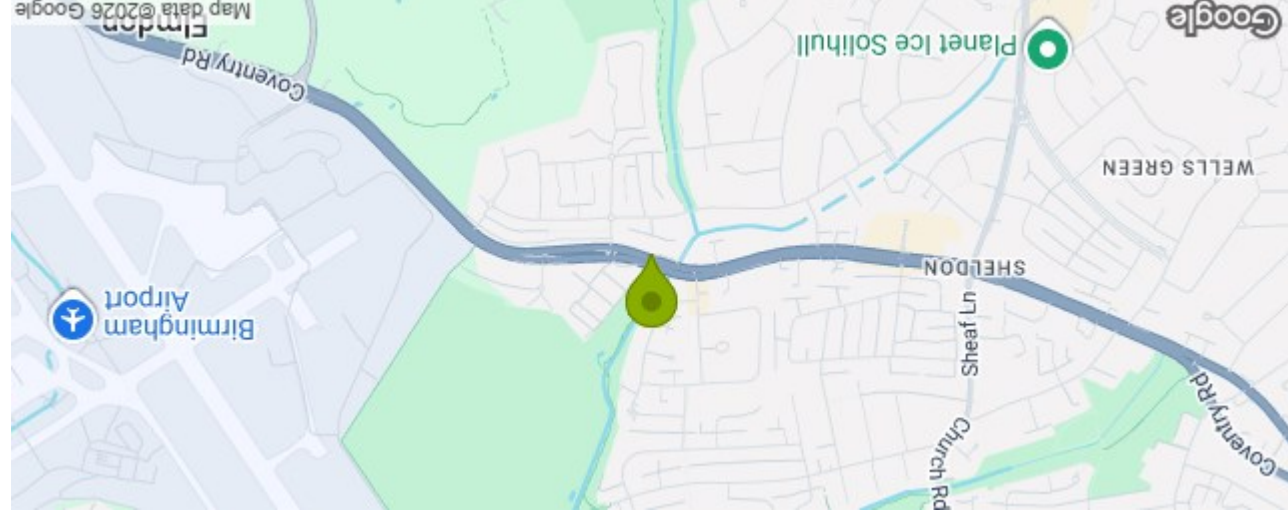 Google
Coventry Rd
Church Rd
Sheaf Ln
Birmingham
Airport
SHELDON
WELLS GREEN
Planet Ice Solihull
Coventry Rd
Elmdon
Google
Map data ©2026 Google